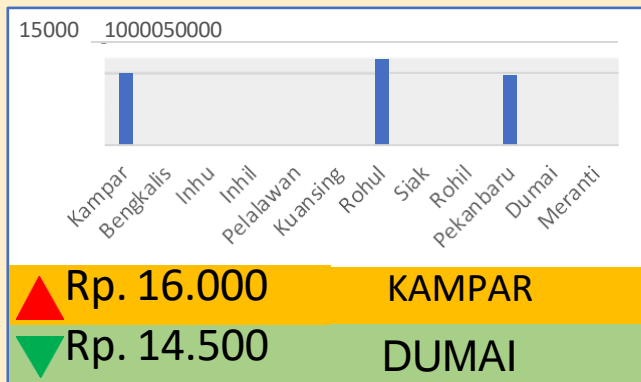 15000 1000050000
Kampar
Bengkalis
Inhu
Inhil
Pelalawan
Kuansing
Rohul
Siak
Rohil
Pekanbaru
Dumai
Meranti
Rp. 16.000 KAMPAR
Rp. 14.500 DUMAI